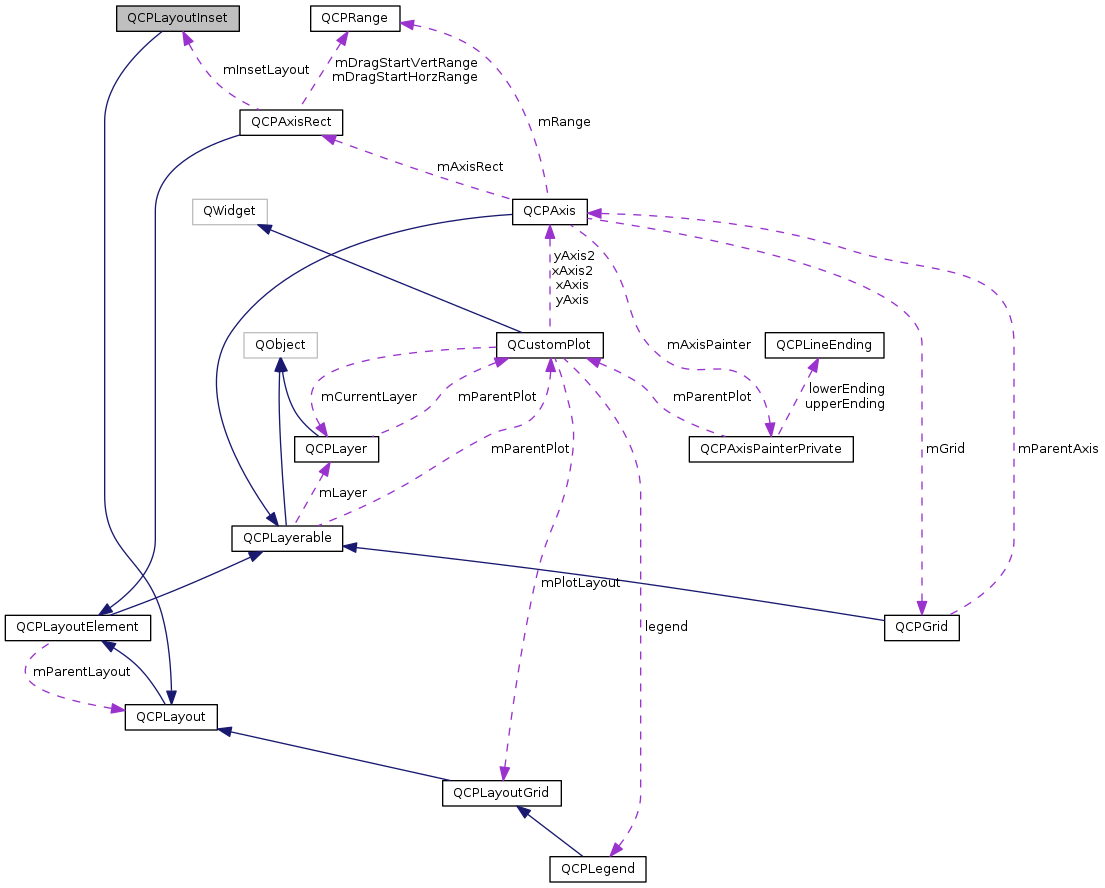 QCPLayoutInset
QCPRange
mInsetLayout
mDragStartVertRange
mDragStartHorzRange
QCPAxisRect
mRange
mAxisRect
QWidget
QCPAxis
yAxis2
xAxis2
xAxis
yAxis
QObject
QCustomPlot
mAxisPainter
QCPLineEnding
mCurrentLayer
mParentPlot
mParentPlot
lowerEnding
upperEnding
QCPLayer
mParentPlot
QCPAxisPainterPrivate
mGrid
mParentAxis
mLayer
QCPLayerable
mPlotLayout
QCPLayoutElement
legend
QCPGrid
mParentLayout
QCPLayout
QCPLayoutGrid
QCPLegend